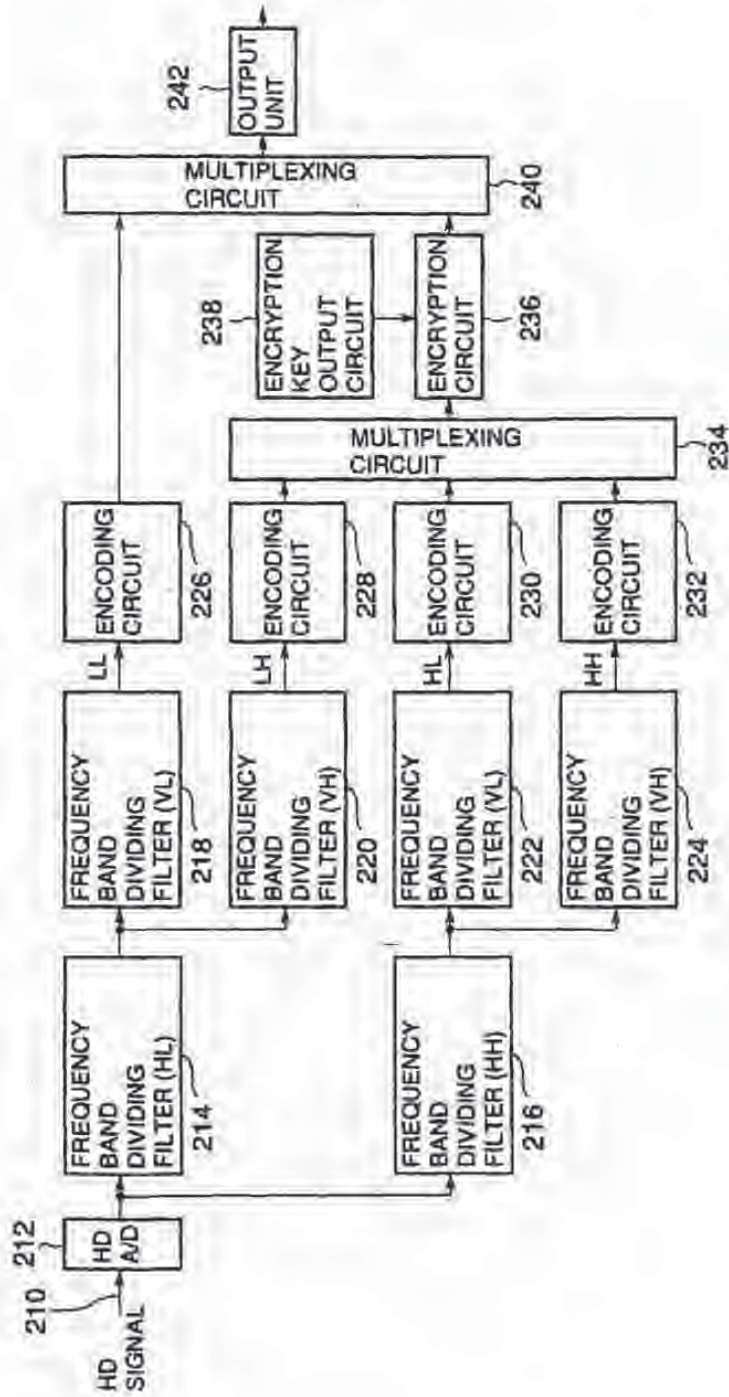 HD
SIGNAL
210
212
HD
A/D
FREQUENCY
BAND
DIVIDING
FILTER (HL)
214
FREQUENCY
BAND
DIVIDING
FILTER (HH)
216
FREQUENCY
BAND
DIVIDING
FILTER (VL)
218
FREQUENCY
BAND
DIVIDING
FILTER (VH)
220
FREQUENCY
BAND
DIVIDING
FILTER (VL)
222
FREQUENCY
BAND
DIVIDING
FILTER (VH)
224
LL
LH
HL
HH
ENCODING
CIRCUIT
226
ENCODING
CIRCUIT
228
ENCODING
CIRCUIT
230
ENCODING
CIRCUIT
232
MULTIPLEXING
CIRCUIT
234
238
ENCRYPTION
KEY
OUTPUT
CIRCUIT
ENCRYPTION
CIRCUIT
236
MULTIPLEXING
CIRCUIT
240
242
OUTPUT
UNIT